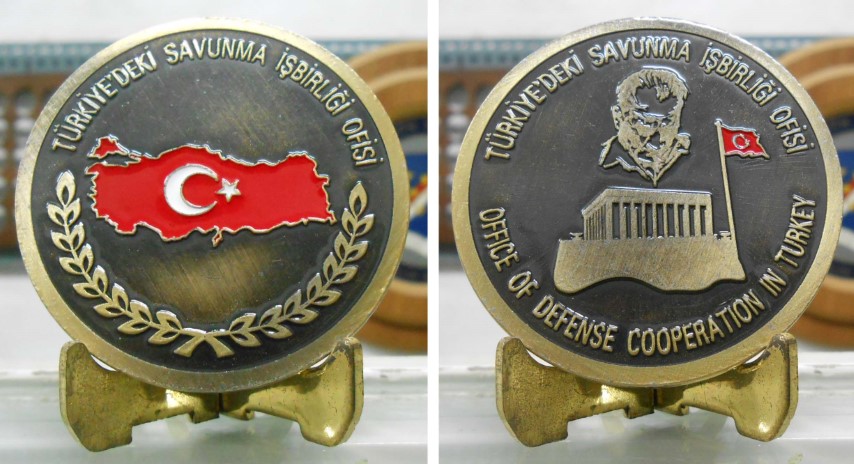 TÜRKİYE'DEKİ SAVUNMA İŞBİRLİĞİ OFİSİ
TÜRKİYE'DEKİ SAVUNMA İŞBİRLİĞİ OFİSİ
OFFICE OF DEFENSE COOPERATION IN TURKEY